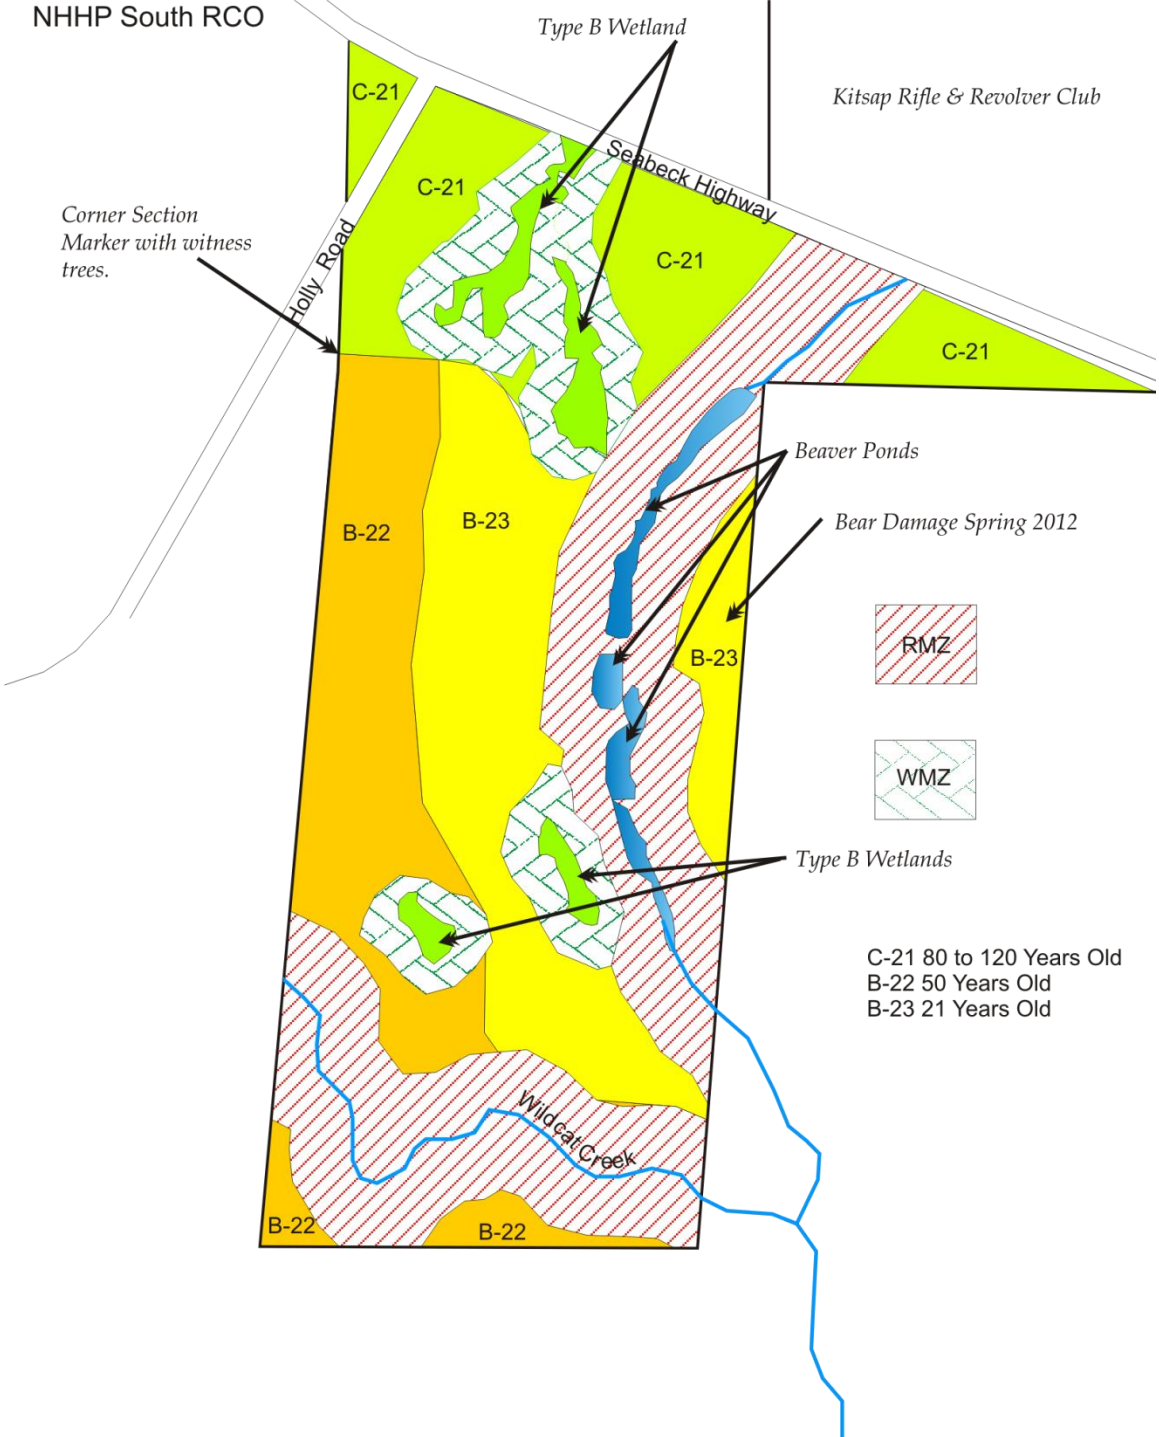 NHHP South RCO
Type B Wetland
Kitsap Rifle & Revolver Club
C-21
Seabeck Highway
C-21
Corner Section
Marker with witness
trees.
Holly Road
C-21
C-21
Beaver Ponds
B-22
B-23
Bear Damage Spring 2012
RMZ
B-23
WMZ
Type B Wetlands
C-21 80 to 120 Years Old
B-22 50 Years Old
B-23 21 Years Old
Wildcat Creek
B-22
B-22